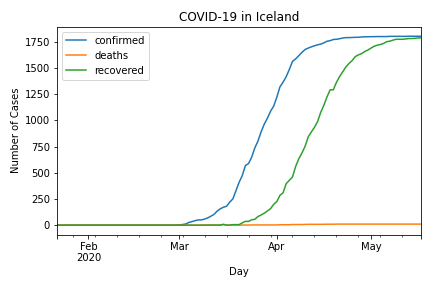 COVID-19 in Iceland
confirmed
deaths
recovered
Number of Cases
1750
1500
1250
1000
750
500
250
0
Feb
2020
Mar
Apr
May
Day